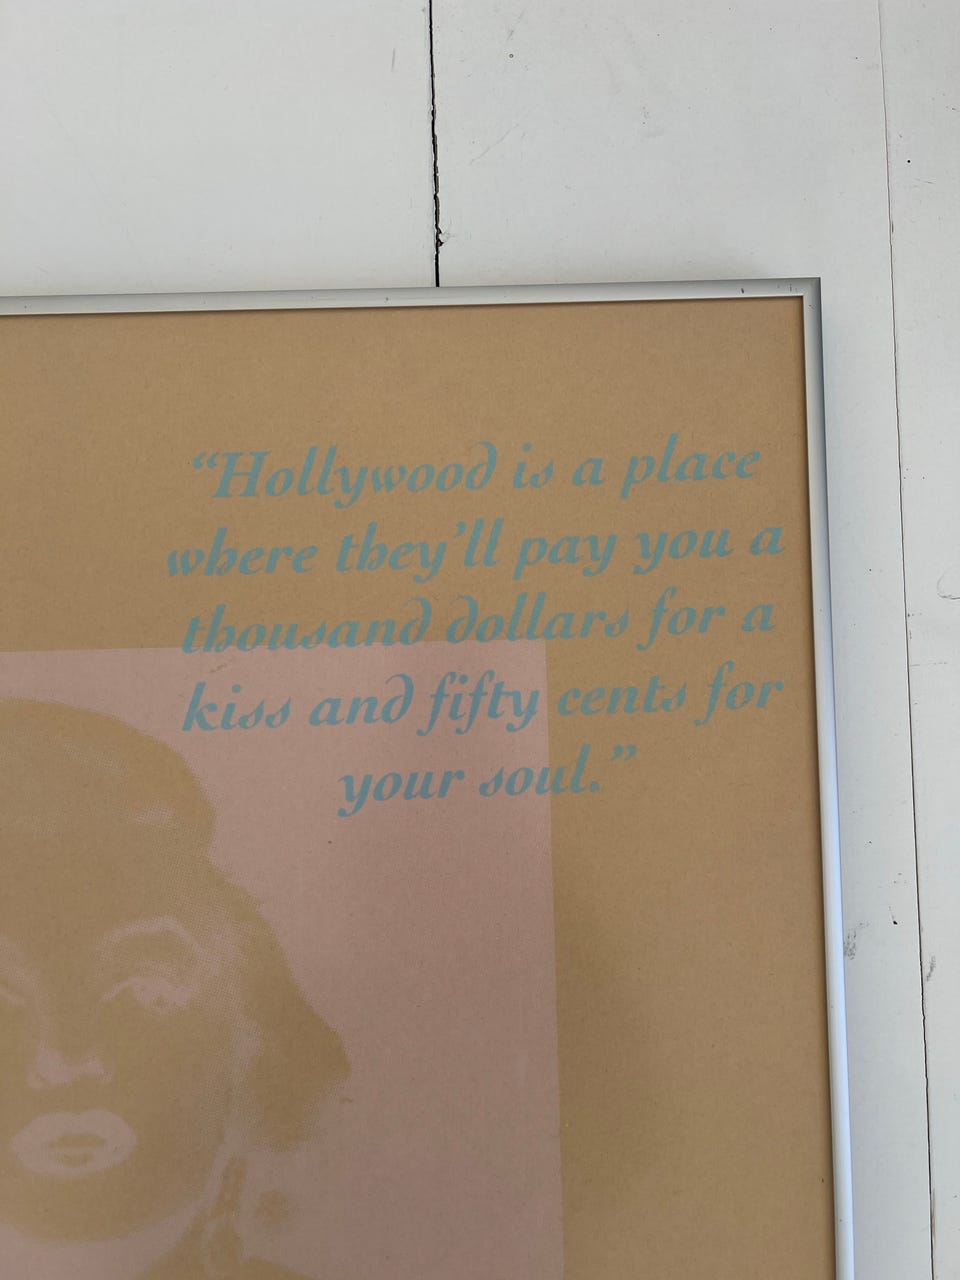 “Hollywood is a place
where they’ll pay you a
thousand dollars for a
kiss and fifty cents for
your soul.”